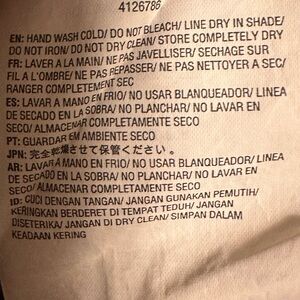 4126786
EN: HAND WASH COLD/ DO NOT BLEACH/ LINE DRY IN SHADE/
DO NOT IRON/ DO NOT DRY CLEAN/ STORE COMPLETELY DRY
FR: LAVER A LA MAIN/ NE PAS JAVELLISER/ SECHAGE SUR
FIL A L'OMBRE/ NE PAS REPASSER/ NE PAS NETTOYER A SEC/
RANGER COMPLETEMENT SEC
ES: LAVAR A MANO EN FRIO/ NO USAR BLANQUEADOR/ LINEA
DE SECADO EN LA SOBRA/ NO PLANCHAR/ NO LAVAR EN
SECO/ ALMACENAR COMPLETAMENTE SECO
PT: GUARDAR EM AMBIENTE SECO
JPN: 完全乾燥させて保管ください。
AR: LAVAR A MANO EN FRIO/ NO USAR BLANQUEADOR/ LINEA
DE SECADO EN LA SOBRA/ NO PLANCHAR/ NO LAVAR EN
SECO/ ALMACENAR COMPLETAMENTE SECO
ID: CUCI DENGAN TANGAN/ JANGAN GUNAKAN PEMUTIH/
KERINGKAN BERDERET DI TEMPAT TEDUH/ JANGAN
DISETERIKA/ JANGAN DI DRY CLEAN/ SIMPAN DALAM
KEADAAN KERING